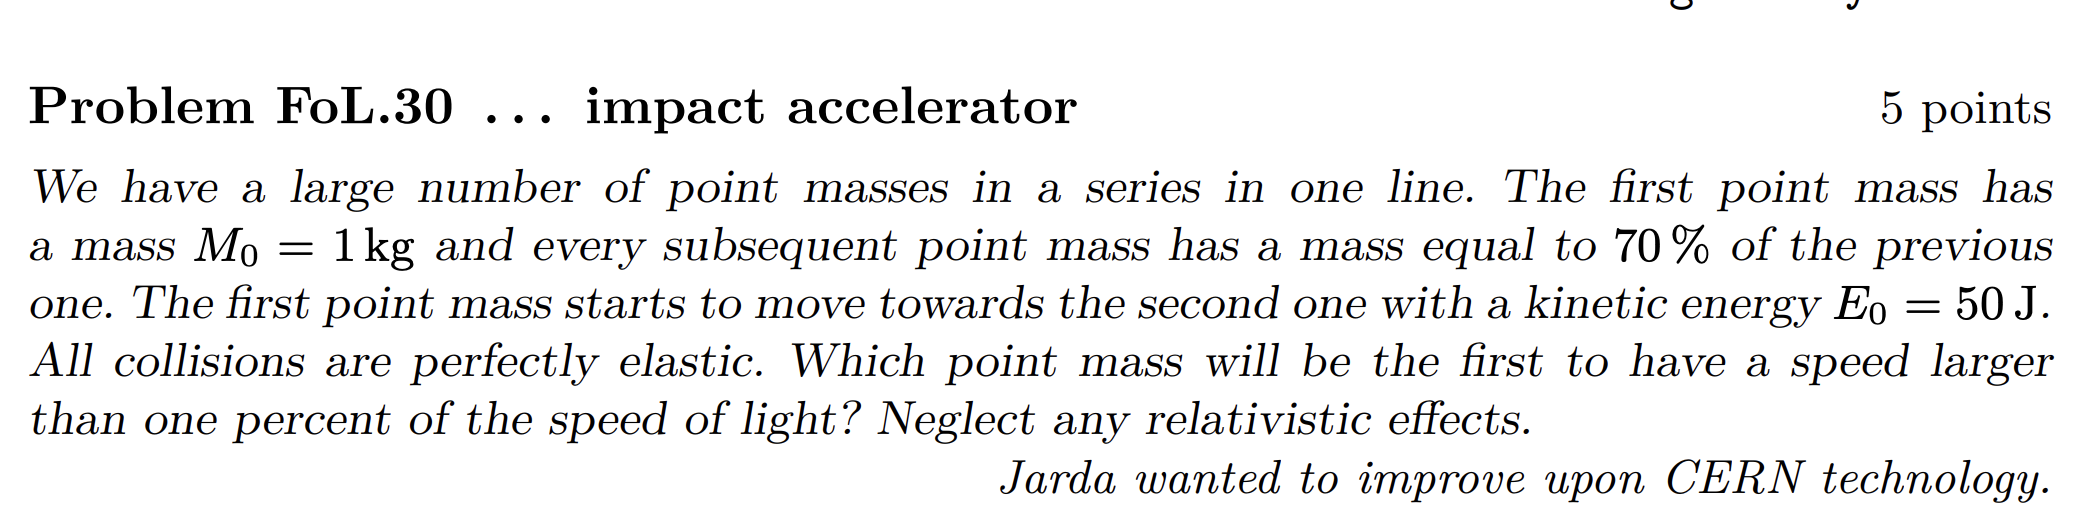 Problem FoL.30 ... impact accelerator 5 points
We have a large number of point masses in a series in one line. The first point mass has
a mass M₀ = 1 kg and every subsequent point mass has a mass equal to 70 % of the previous
one. The first point mass starts to move towards the second one with a kinetic energy E₀ = 50 J.
All collisions are perfectly elastic. Which point mass will be the first to have a speed larger
than one percent of the speed of light? Neglect any relativistic effects.
Jarda wanted to improve upon CERN technology.